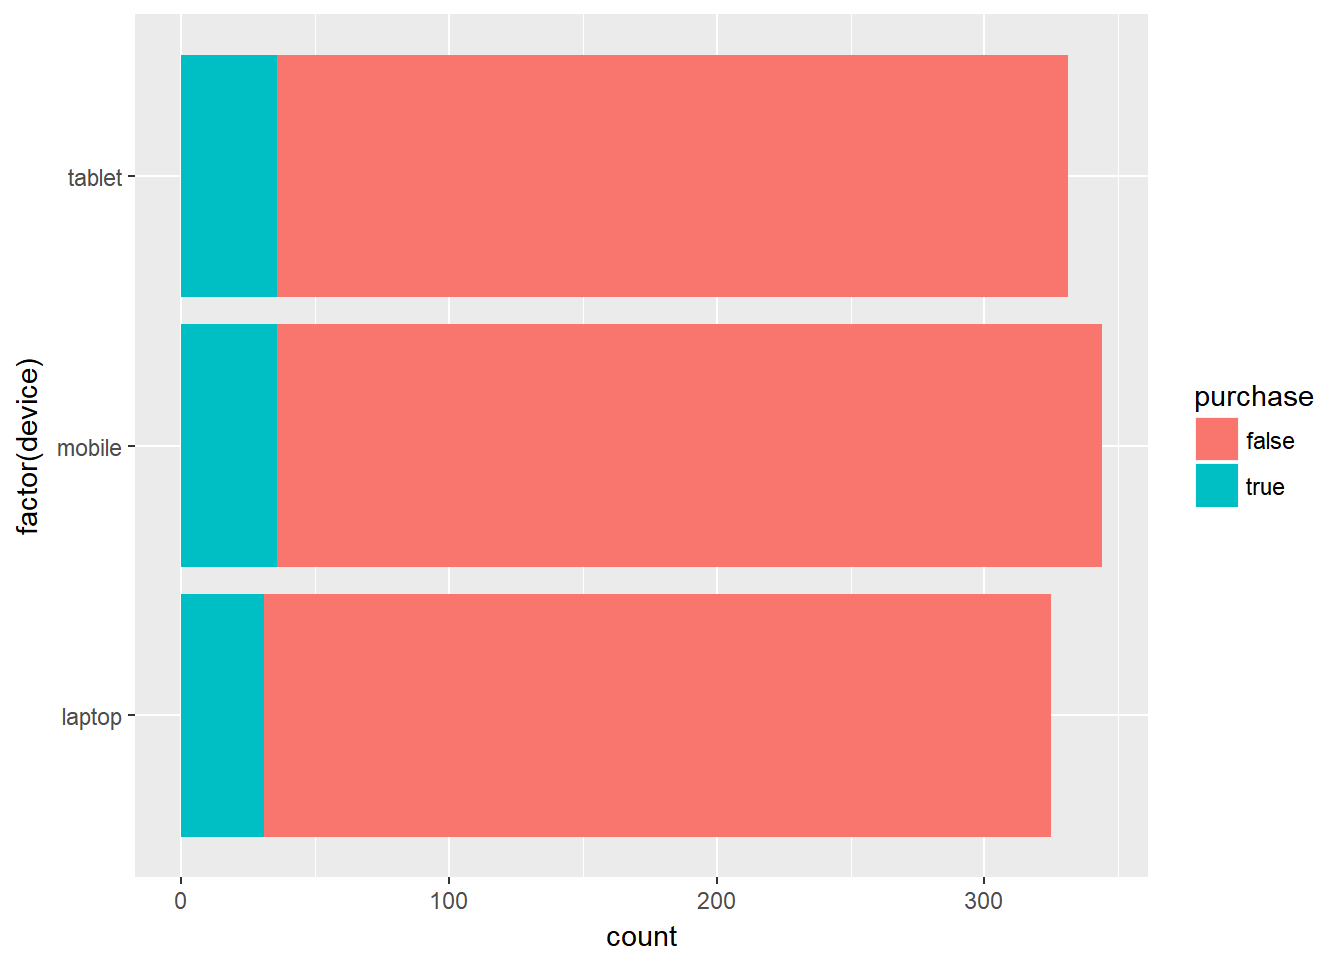 factor(device)
tablet
mobile
laptop
0 100 200 300
count
purchase
false
true